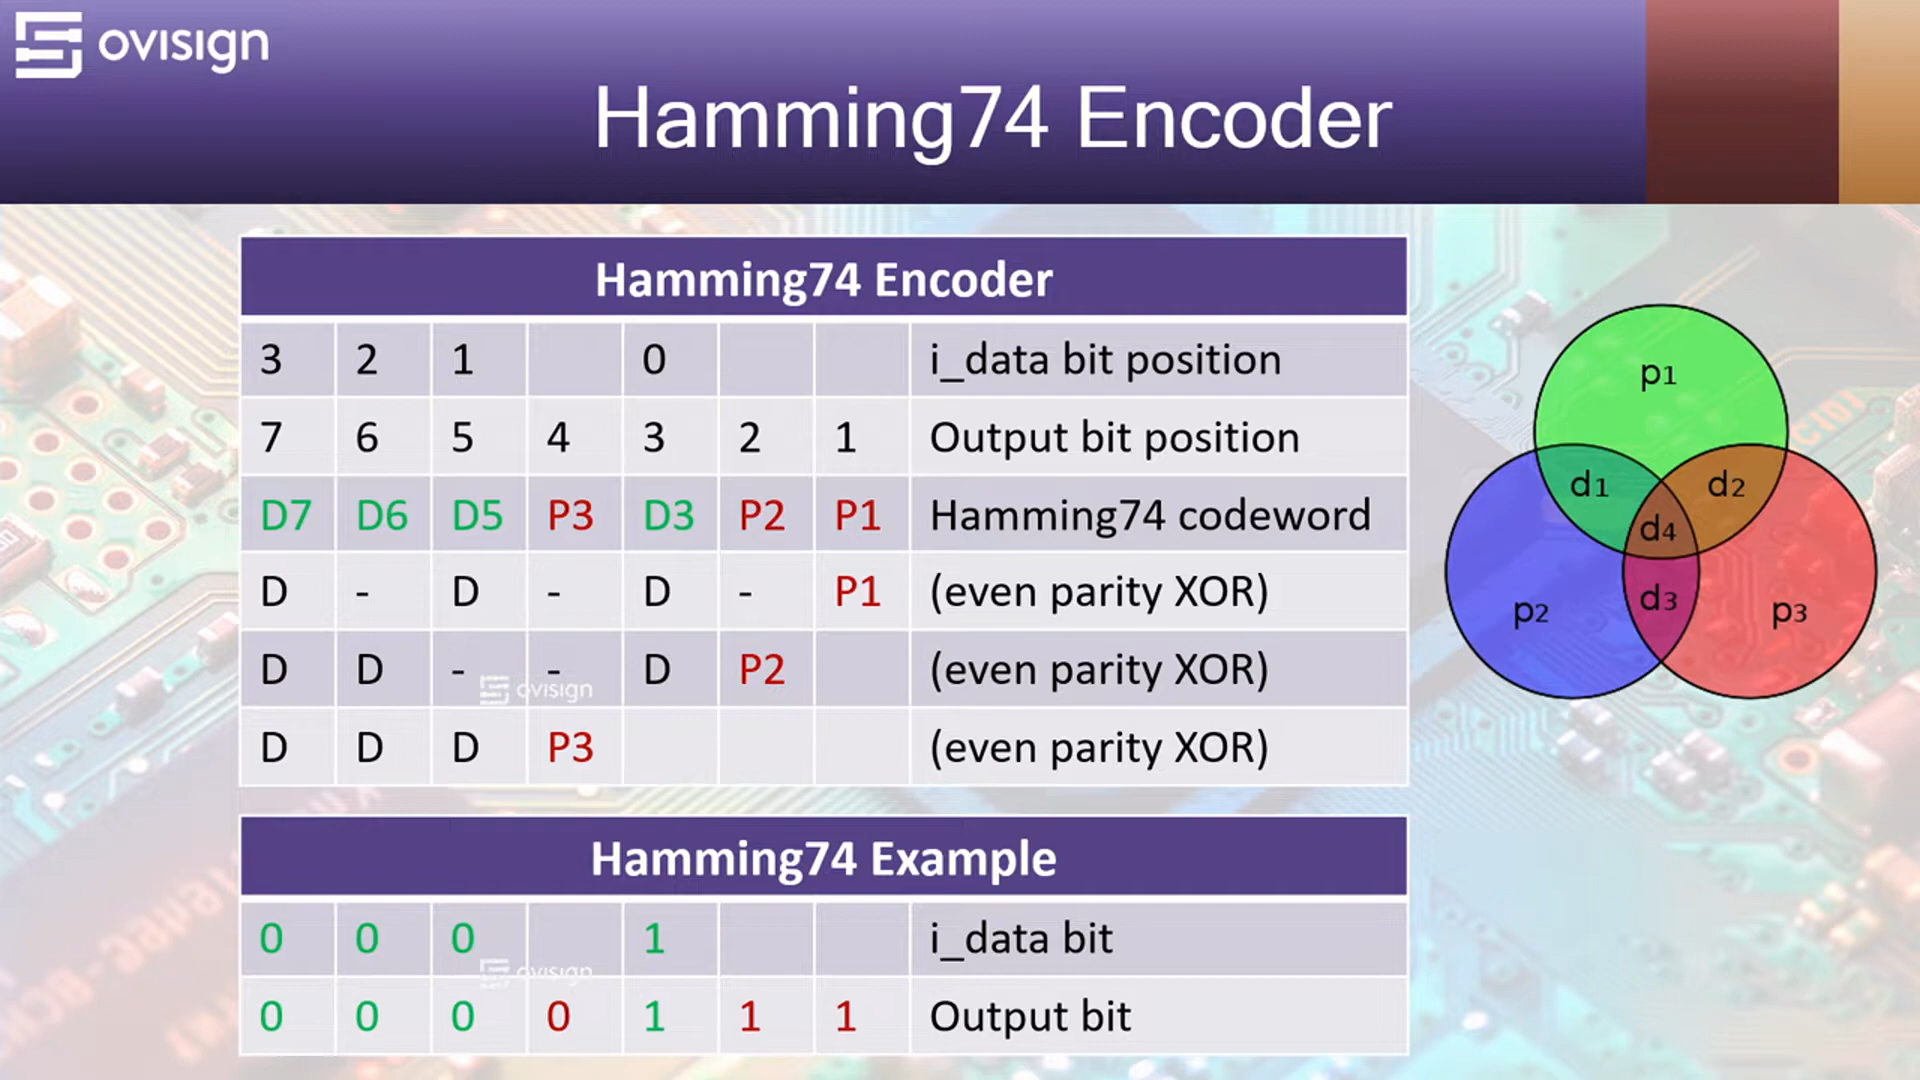 ovisign
Hamming74 Encoder
Hamming74 Encoder
3 2 1 0 i_data bit position
7 6 5 4 3 2 1 Output bit position
D7 D6 D5 P3 D3 P2 P1 Hamming74 codeword
D - D - D - P1 (even parity XOR)
D D - - D P2 (even parity XOR)
ovisign
D D D P3 (even parity XOR)
Hamming74 Example
0 0 0 1 i_data bit
ovisign
0 0 0 0 1 1 1 Output bit
p1
d1 d2
d4
d3
p2 p3